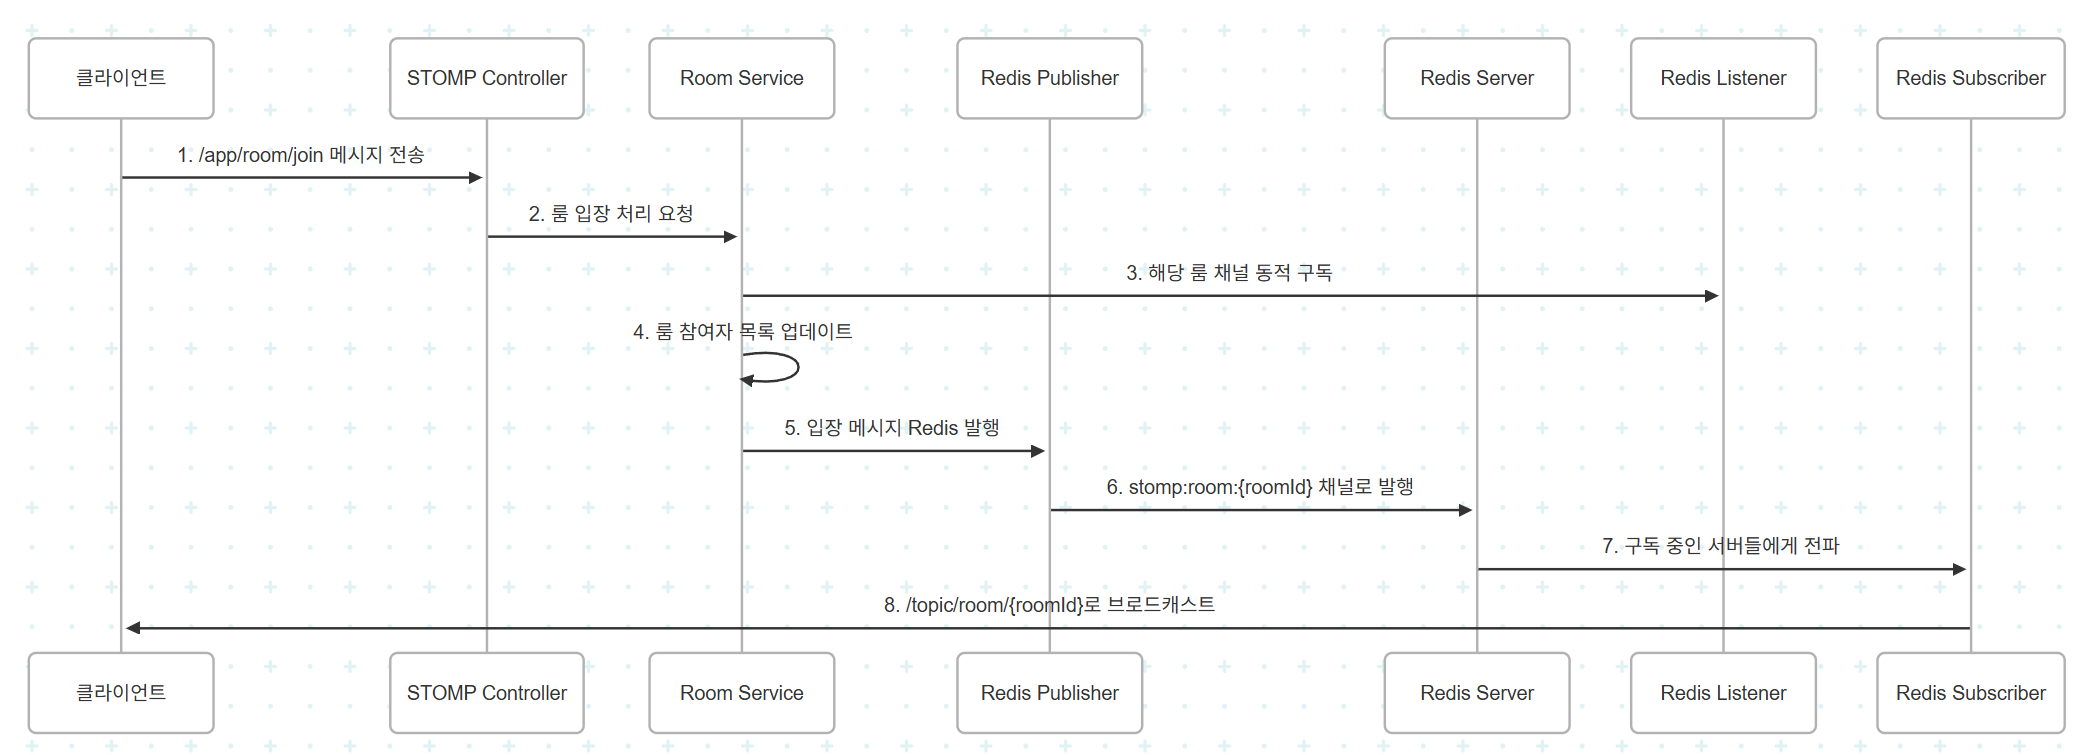 클라이언트
STOMP Controller
Room Service
Redis Publisher
Redis Server
Redis Listener
Redis Subscriber
1. /app/room/join 메시지 전송
2. 룸 입장 처리 요청
3. 해당 룸 채널 동적 구독
4. 룸 참여자 목록 업데이트
5. 입장 메시지 Redis 발행
6. stomp:room:{roomId} 채널로 발행
7. 구독 중인 서버들에게 전파
8. /topic/room/{roomId}로 브로드캐스트
클라이언트
STOMP Controller
Room Service
Redis Publisher
Redis Server
Redis Listener
Redis Subscriber